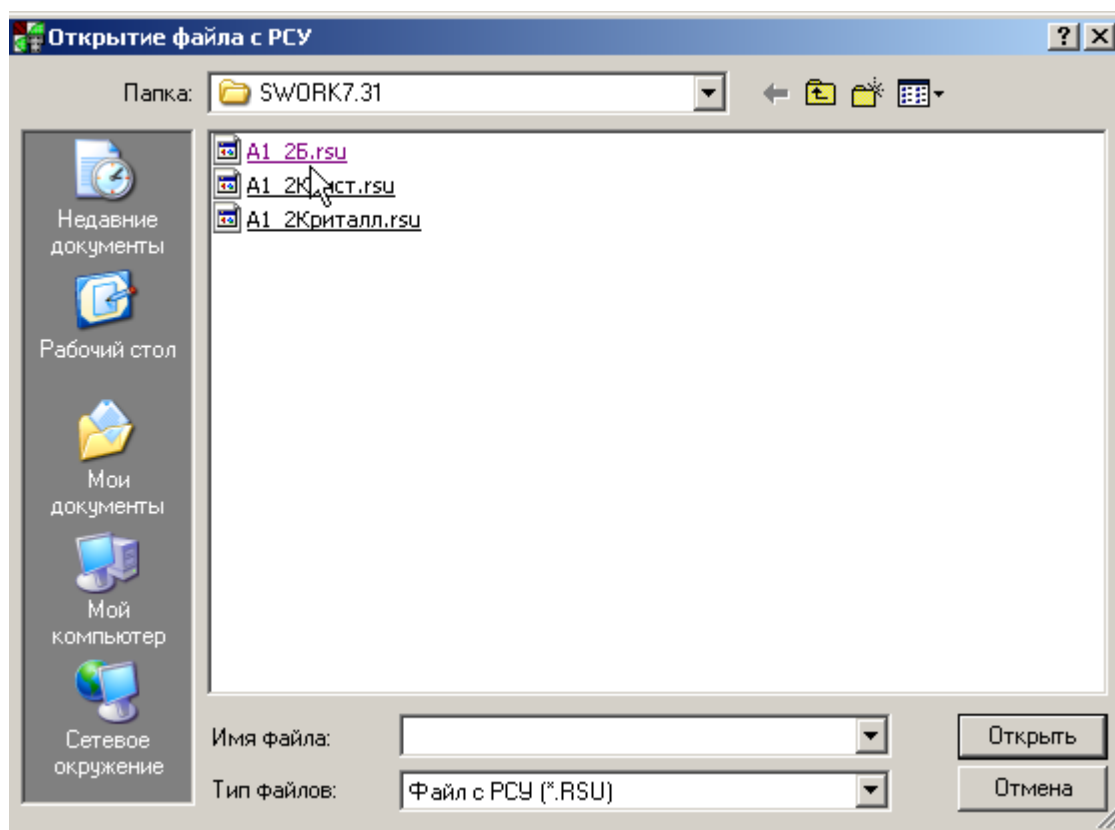 Открытие файла с РСУ
Папка: SWORK7.31
A1_2Б.rsu
A1_2Криталл.rsu
Недавние
документы
Рабочий стол
Мои
документы
Мой
компьютер
Сетевое
окружение
Имя файла:
Открыть
Тип файлов: Файл с РСУ (*.RSU)
Отмена